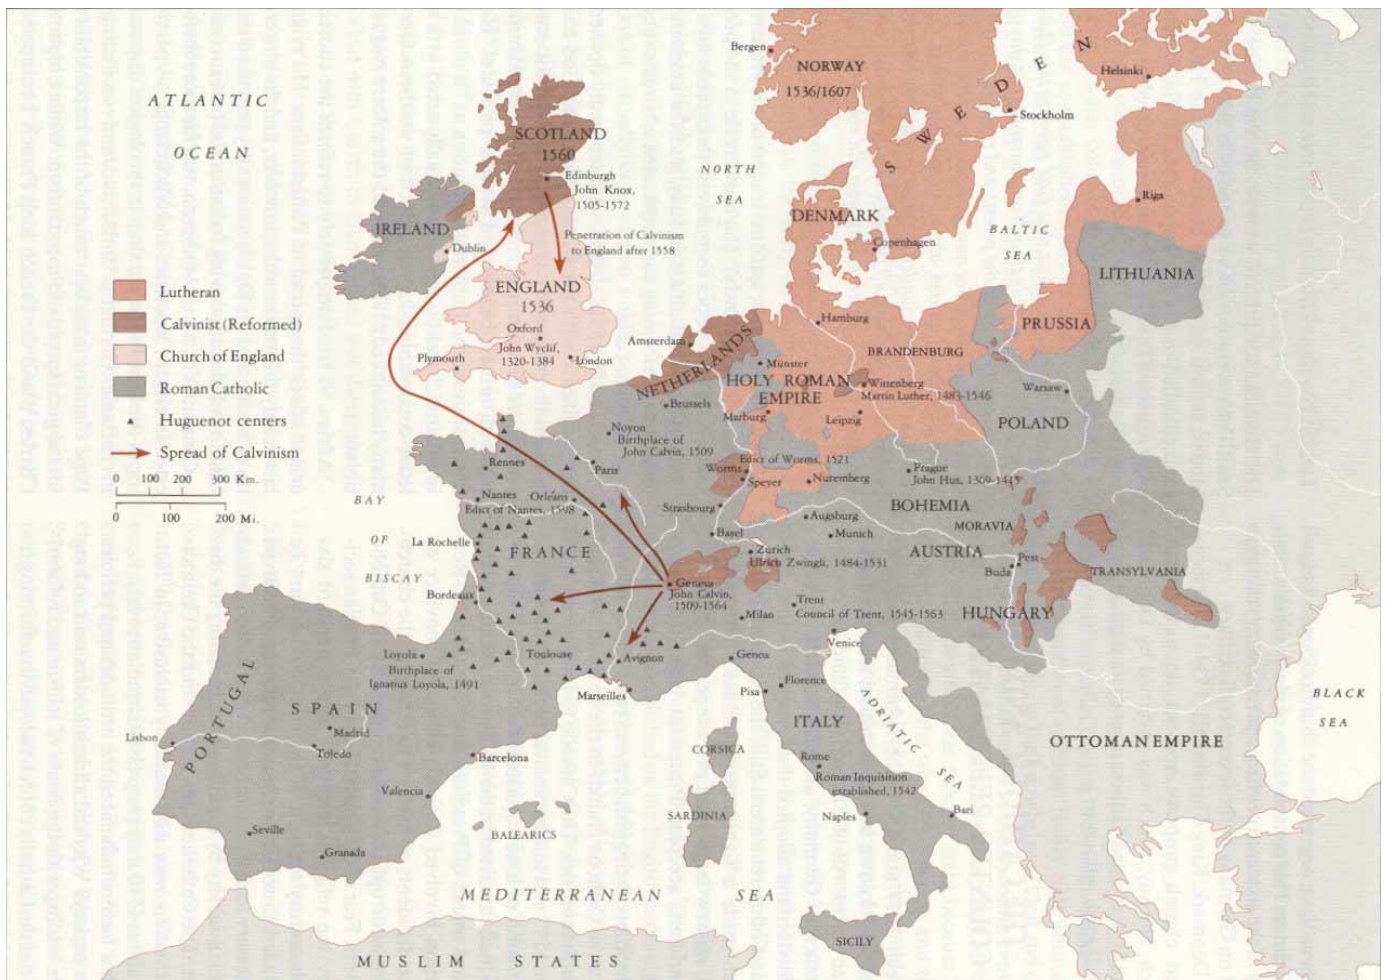 ATLANTIC
OCEAN
Bergen
NORWAY
1536/1607
SWEDEN
Helsinki
Stockholm
SCOTLAND
1560
Edinburgh
John Knox,
1505-1572
NORTH
SEA
Riga
IRELAND
Dublin
Penetration of Calvinism
to England after 1558
DENMARK
Copenhagen
BALTIC
SEA
LITHUANIA
ENGLAND
1536
Oxford
John Wyclif,
1320-1384
London
Plymouth
Lutheran
Calvinist (Reformed)
Church of England
Roman Catholic
Huguenot centers
Spread of Calvinism
0 100 200 300 Km.
0 100 200 Mi.
Amsterdam
NETHERLANDS
Hamburg
PRUSSIA
BRANDENBURG
Münster
HOLY ROMAN
EMPIRE
Wittenberg
Martin Luther, 1483-1546
Warsaw
Brussels
Marburg
Leipzig
POLAND
Noyon
Birthplace of
John Calvin, 1509
Edict of Worms, 1521
Worms
Speyer
Nuremberg
Prague
John Hus, 1369-1415
Paris
Rennes
Nantes
Edict of Nantes, 1598
Orléans
Strasbourg
BOHEMIA
Augsburg
MORAVIA
Basel
Munich
BAY
OF
BISCAY
La Rochelle
FRANCE
Zurich
Ulrich Zwingli, 1484-1531
AUSTRIA
Buda
Pest
TRANSYLVANIA
Geneva
John Calvin,
1509-1564
Bordeaux
Trent
Council of Trent, 1545-1563
HUNGARY
Milan
Venice
Loyola
Birthplace of
Ignatius Loyola, 1491
Toulouse
Avignon
Genoa
Marseilles
Pisa
Florence
BLACK
SEA
PORTUGAL
SPAIN
Lisbon
Madrid
Toledo
Barcelona
CORSICA
ITALY
ADRIATIC SEA
OTTOMAN EMPIRE
Rome
Roman Inquisition
established, 1542
Valencia
Seville
Granada
BALEARICS
SARDINIA
Naples
Bari
MEDITERRANEAN SEA
SICILY
MUSLIM STATES